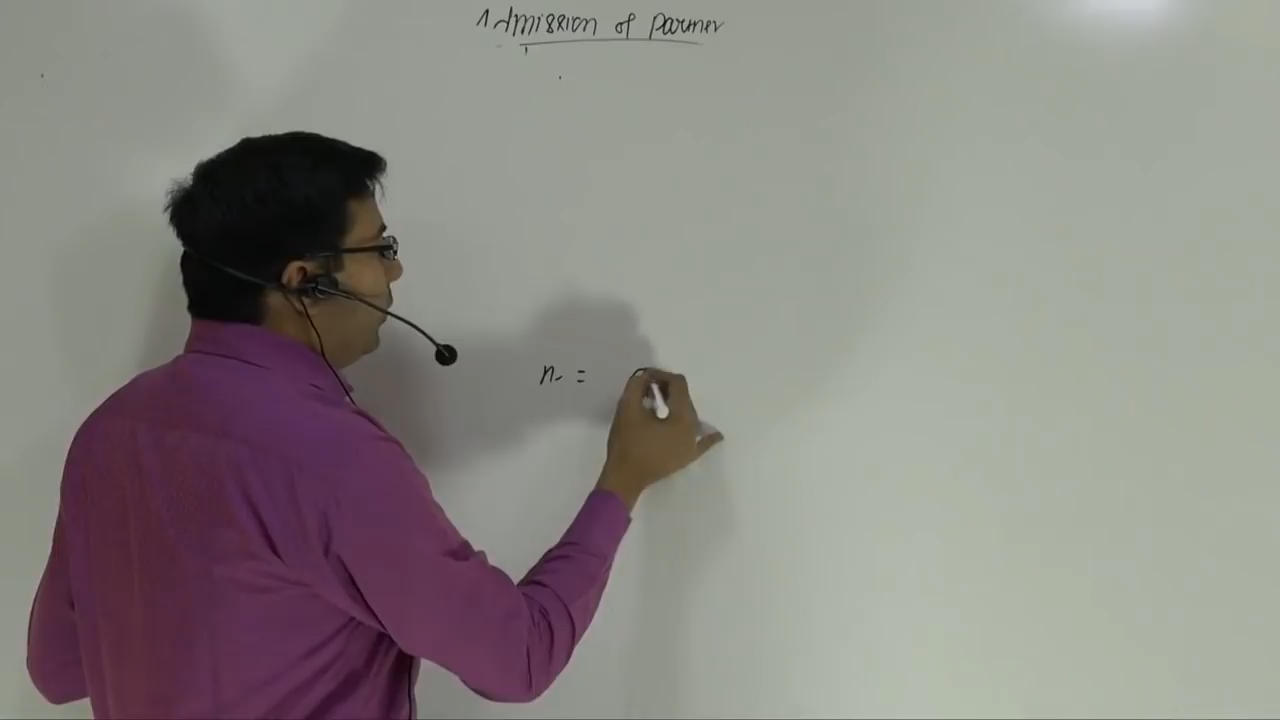 Admission of Partner
n =